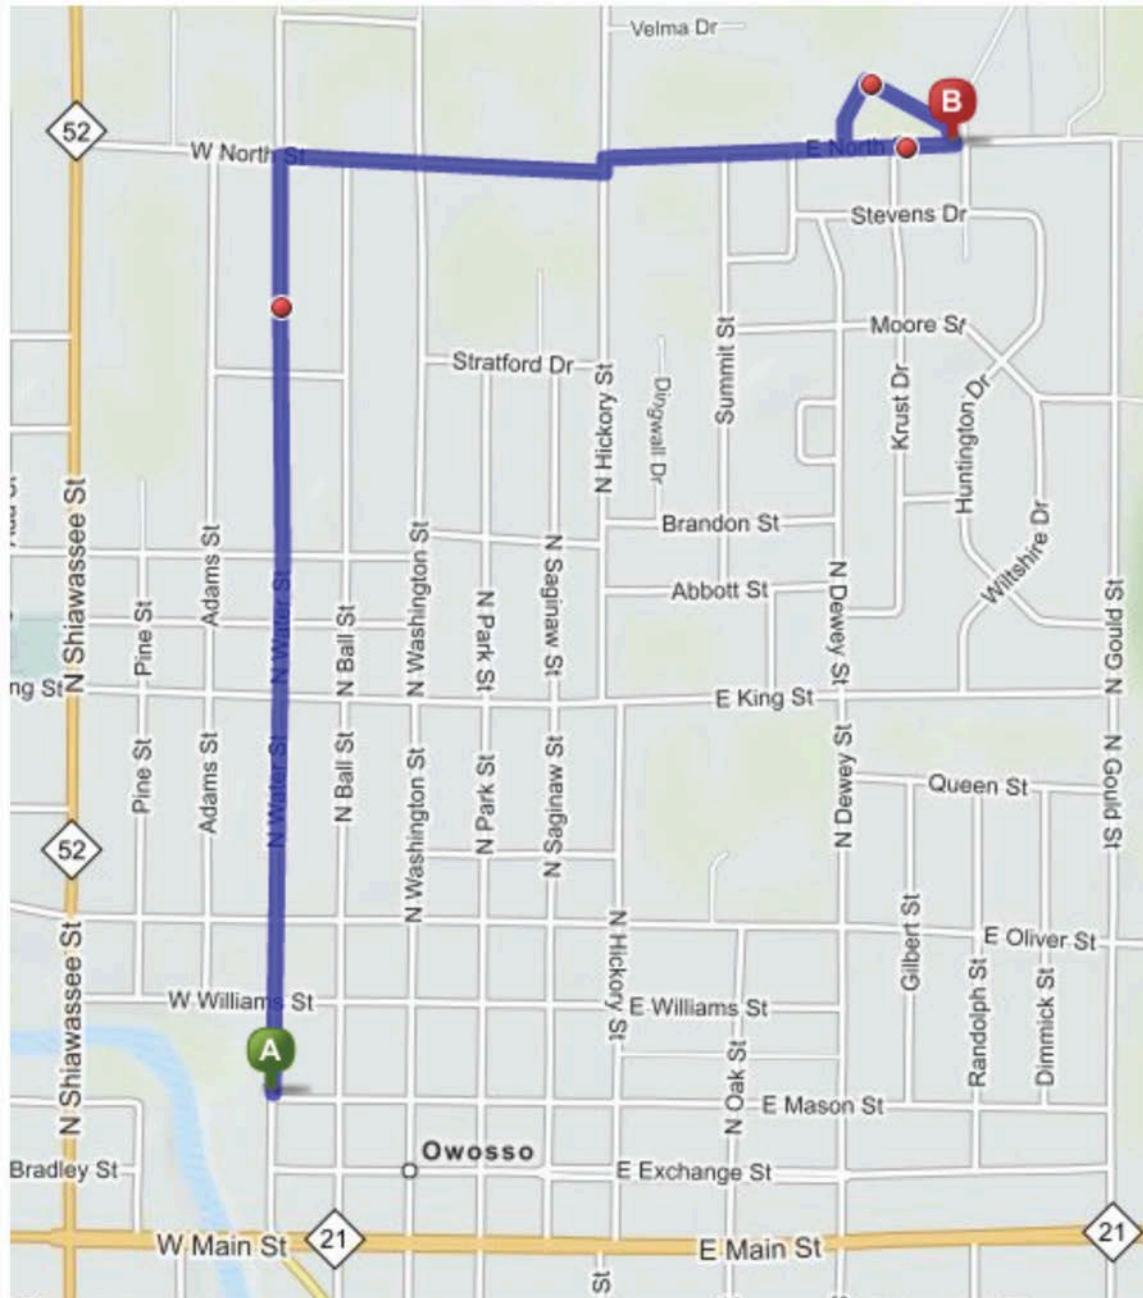 Velma Dr
B
52
W North St
E North
Stevens Dr
Moore St
Stratford Dr
Summit St
N Hickory St
Dingwall Dr
Krust Dr
Huntington Dr
N Shiawassee St
Adams St
N Washington St
Brandon St
N Saginaw St
Wiltshire Dr
Abbott St
N Water St
N Dewey St
N Gould St
Pine St
N Ball St
N Park St
ng St
E King St
N Water St
Pine St
Adams St
N Ball St
N Washington St
N Park St
N Saginaw St
N Dewey St
Queen St
N Gould St
52
N Shiawassee St
N Hickory St
Gilbert St
E Oliver St
Randolph St
Dimmick St
W Williams St
E Williams St
A
N Oak St
E Mason St
Owosso
Bradley St
E Exchange St
W Main St
21
E Main St
21
St